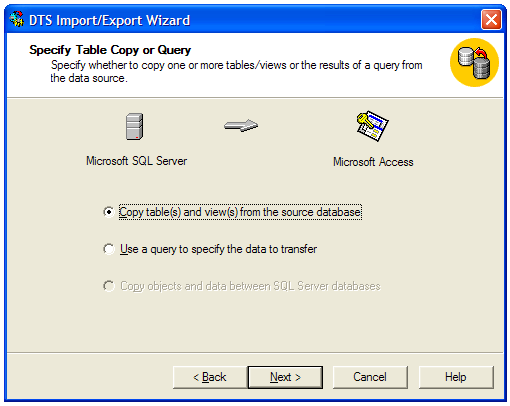 DTS Import/Export Wizard
Specify Table Copy or Query
Specify whether to copy one or more tables/views or the results of a query from
the data source.
Microsoft SQL Server
Microsoft Access
Copy table(s) and view(s) from the source database
Use a query to specify the data to transfer
Copy objects and data between SQL Server databases
< Back
Next >
Cancel
Help